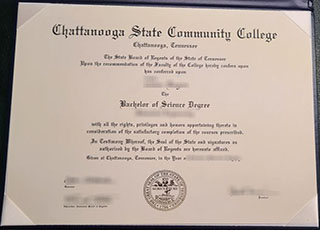 Chattanooga State Community College
Chattanooga, Tennessee
The State Board of Regents of the State of Tennessee
Upon the recommendation of the Faculty of the College hereby confers upon
has conferred upon
The
Bachelor of Science Degree
with all the rights, privileges and honors appertaining thereto in
consideration of the satisfactory completion of the courses prescribed.
In Testimony Whereof, the Seal of the State and signatures as
authorized by the Board of Regents are hereunto affixed.
Given at Chattanooga, Tennessee, in the Year